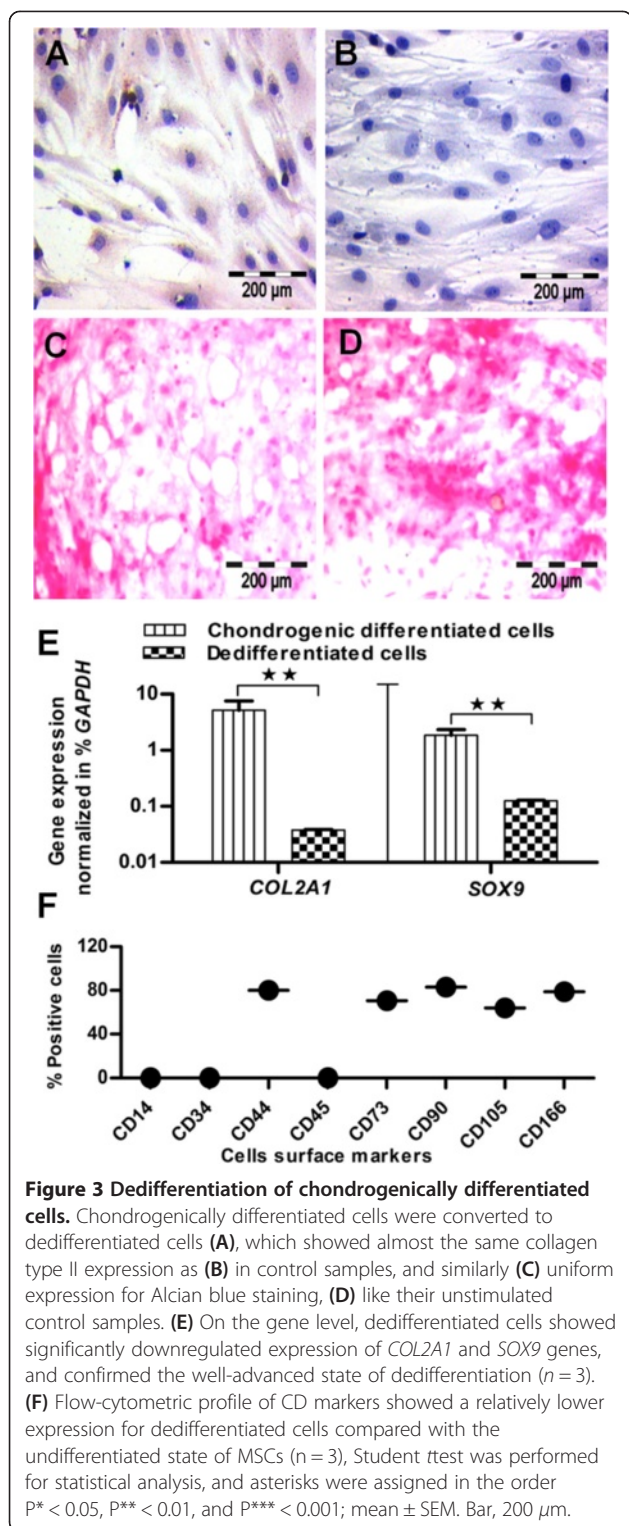 A
B
200 µm
200 µm
C
D
200 µm
200 µm
E
Chondrogenic differentiated cells
Dedifferentiated cells
Gene expression
normalized in % GAPDH
10
1
0.1
0.01
★★
★★
COL2A1
SOX9
F
% Positive cells
120
80
40
0
CD14
CD34
CD44
CD45
CD73
CD90
CD105
CD166
Cells surface markers
Figure 3 Dedifferentiation of chondrogenically differentiated
cells. Chondrogenically differentiated cells were converted to
dedifferentiated cells (A), which showed almost the same collagen
type II expression as (B) in control samples, and similarly (C) uniform
expression for Alcian blue staining, (D) like their unstimulated
control samples. (E) On the gene level, dedifferentiated cells showed
significantly downregulated expression of COL2A1 and SOX9 genes,
and confirmed the well-advanced state of dedifferentiation (n = 3).
(F) Flow-cytometric profile of CD markers showed a relatively lower
expression for dedifferentiated cells compared with the
undifferentiated state of MSCs (n = 3), Student ttest was performed
for statistical analysis, and asterisks were assigned in the order
P* < 0.05, P** < 0.01, and P*** < 0.001; mean ± SEM. Bar, 200 µm.